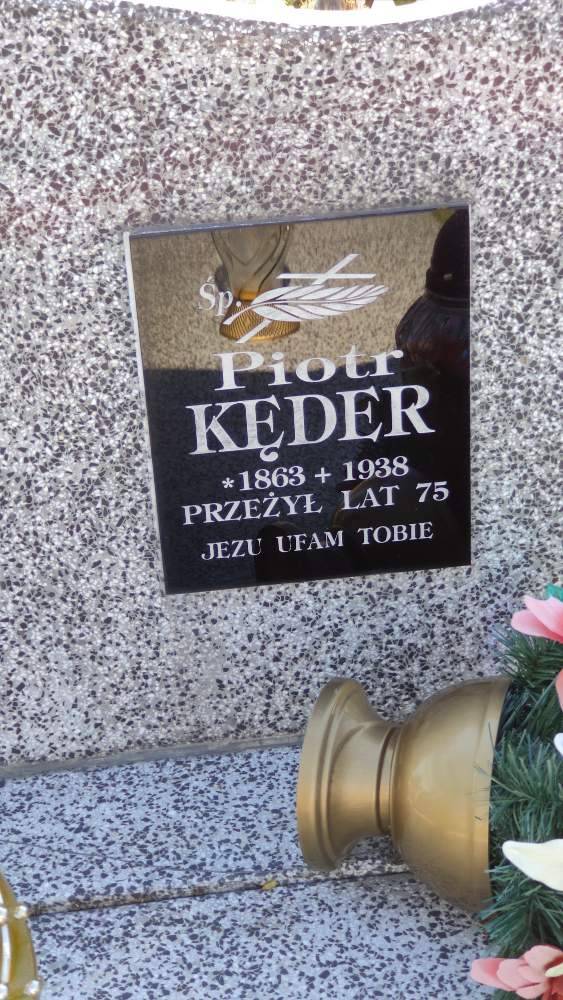 Śp.
Piotr
KĘDER
*1863 + 1938
PRZEŻYŁ LAT 75
JEZU UFAM TOBIE